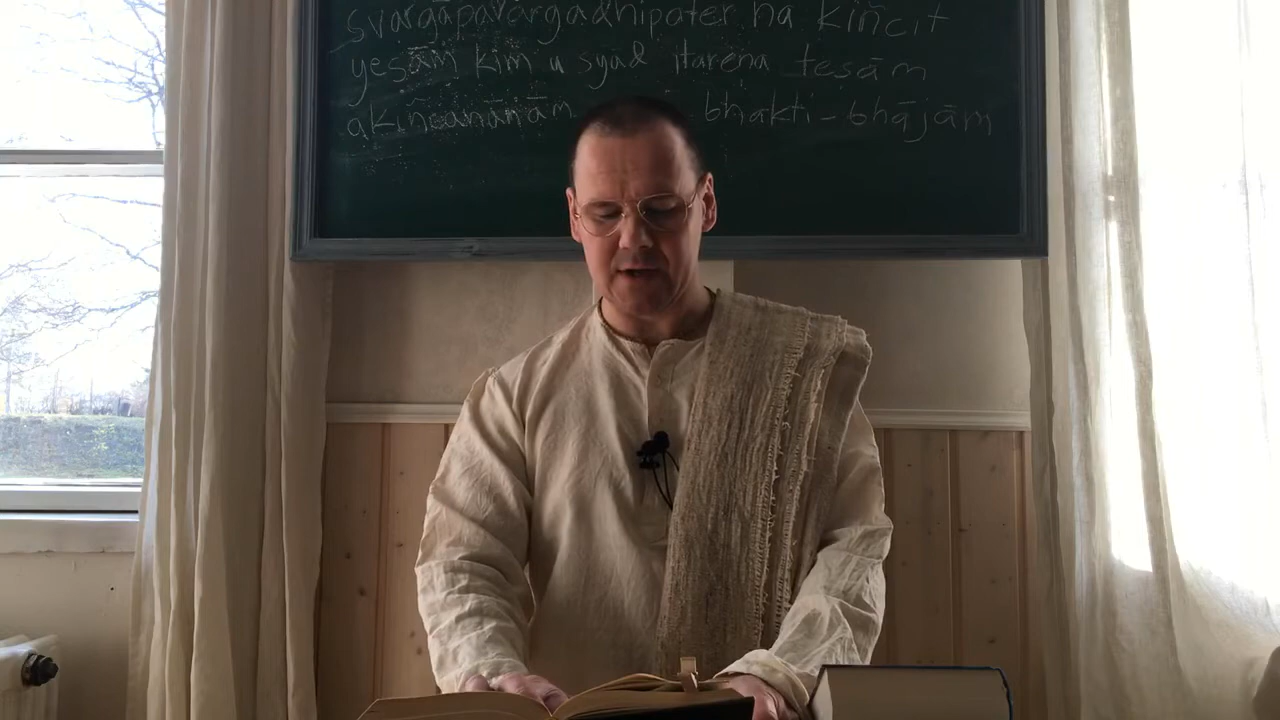 svargāpavargādhipater na kiñcit
yeṣām kim u syād itareṇa teṣām
akiñcanānām bhakti-bhājām